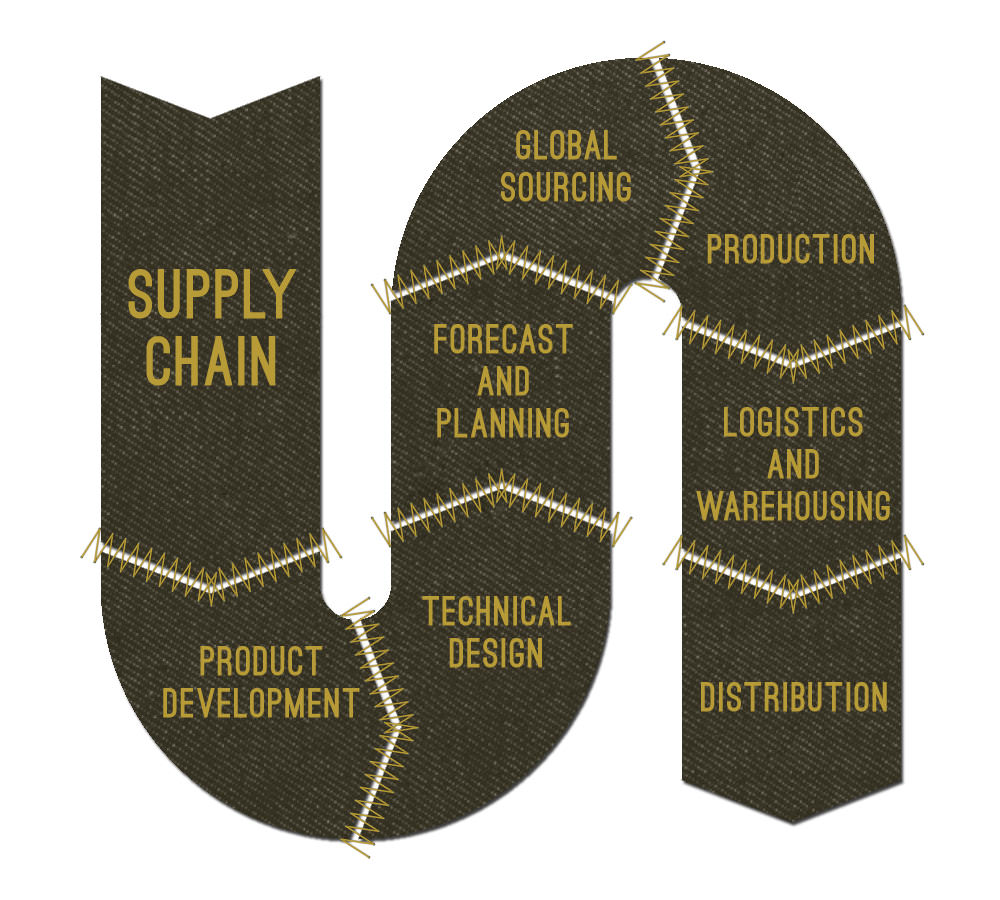 SUPPLY
CHAIN
PRODUCT
DEVELOPMENT
TECHNICAL
DESIGN
FORECAST
AND
PLANNING
GLOBAL
SOURCING
PRODUCTION
LOGISTICS
AND
WAREHOUSING
DISTRIBUTION